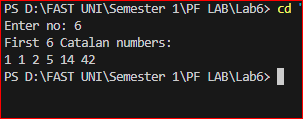 PS D:\FAST UNI\Semester 1\PF LAB\Lab6> cd '
Enter no: 6
First 6 Catalan numbers:
1 1 2 5 14 42
PS D:\FAST UNI\Semester 1\PF LAB\Lab6>